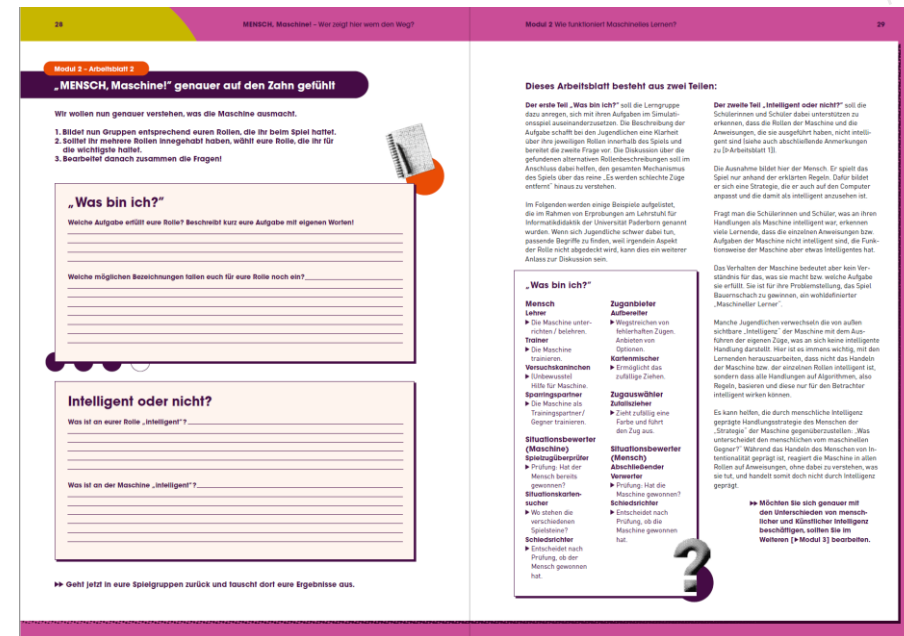 28
MENSCH, Maschine! – Wer zeigt hier wem den Weg?
Modul 2 – Arbeitsblatt 2
„MENSCH, Maschine!“ genauer auf den Zahn gefühlt
Wir wollen nun genauer verstehen, was die Maschine ausmacht.
1. Bildet nun Gruppen entsprechend euren Rollen, die ihr beim Spiel hattet.
2. Solltet ihr mehrere Rollen innegehabt haben, wählt eure Rolle, die ihr für
die wichtigste haltet.
3. Bearbeitet danach zusammen die Fragen!
„Was bin ich?“
Welche Aufgabe erfüllt eure Rolle? Beschreibt kurz eure Aufgabe mit eigenen Worten!
Welche möglichen Bezeichnungen fallen euch für eure Rolle noch ein?
Intelligent oder nicht?
Was ist an eurer Rolle „intelligent“?
Was ist an der Maschine „intelligent“?
Geht jetzt in eure Spielgruppen zurück und tauscht dort eure Ergebnisse aus.
Modul 2 Wie funktioniert Maschinelles Lernen?
29
Dieses Arbeitsblatt besteht aus zwei Teilen:
Der erste Teil „Was bin ich?“ soll die Lerngruppe
dazu anregen, sich mit ihren Aufgaben im Simulati-
onsspiel auseinanderzusetzen. Die Beschreibung der
Aufgabe schafft bei den Jugendlichen eine Klarheit
über ihre jeweiligen Rollen innerhalb des Spiels und
bereitet die zweite Frage vor. Die Diskussion über die
gefundenen alternativen Rollenbeschreibungen soll im
Anschluss dabei helfen, den gesamten Mechanismus
des Spiels über das reine „Es werden schlechte Züge
entfernt“ hinaus zu verstehen.
Im Folgenden werden einige Beispiele aufgelistet,
die im Rahmen von Erprobungen am Lehrstuhl für
Informatikdidaktik der Universität Paderborn genannt
wurden. Wenn sich Jugendliche schwer dabei tun,
passende Begriffe zu finden, weil irgendein Aspekt
der Rolle nicht abgedeckt wird, kann dies ein weiterer
Anlass zur Diskussion sein.
„Was bin ich?“
Mensch
Lehrer
Die Maschine unter-
richten / belehren.
Trainer
Die Maschine
trainieren.
Versuchskaninchen
(Unbewusste)
Hilfe für Maschine.
Sparringspartner
Die Maschine als
Trainingspartner/
Gegner trainieren.
Situationsbewerter
(Maschine)
Spielzugüberprüfer
Prüfung: Hat der
Mensch bereits
gewonnen?
Situationskarten-
sucher
Wo stehen die
verschiedenen
Spielsteine?
Schiedsrichter
Entscheidet nach
Prüfung, ob der
Mensch gewonnen
hat.
Zuganbieter
Aufbereiter
Wegstreichen von
fehlerhaften Zügen.
Anbieten von
Optionen.
Kartenmischer
Ermöglicht das
zufällige Ziehen.
Zugauswähler
Zufallszieher
Zieht zufällig eine
Farbe und führt
den Zug aus.
Situationsbewerter
(Mensch)
Abschließender
Verwerter
Prüfung: Hat die
Maschine gewonnen?
Schiedsrichter
Entscheidet nach
Prüfung, ob die
Maschine gewonnen
hat.
?
Der zweite Teil „Intelligent oder nicht?“ soll die
Schülerinnen und Schüler dabei unterstützen zu
erkennen, dass die Rollen der Maschine und die
Anweisungen, die sie ausgeführt haben, nicht intelli-
gent sind (siehe auch abschließende Anmerkungen
zu [Arbeitsblatt 1]).
Die Ausnahme bildet hier der Mensch. Er spielt das
Spiel nur anhand der erklärten Regeln. Dafür bildet
er sich eine Strategie, die er auch auf den Computer
anpasst und die damit als intelligent anzusehen ist.
Fragt man die Schülerinnen und Schüler, was an ihren
Handlungen als Maschine intelligent war, erkennen
viele Lernende, dass die einzelnen Anweisungen bzw.
Aufgaben der Maschine nicht intelligent sind, die Funk-
tionsweise der Maschine aber etwas Intelligentes hat.
Das Verhalten der Maschine bedeutet aber kein Ver-
ständnis für das, was sie macht bzw. welche Aufgabe
sie erfüllt. Sie ist für ihre Problemstellung, das Spiel
Bauernschach zu gewinnen, ein wohldefinierter
„Maschineller Lerner“.
Manche Jugendlichen verwechseln die von außen
sichtbare „Intelligenz“ der Maschine mit dem Aus-
führen der eigenen Züge, was an sich keine intelligente
Handlung darstellt. Hier ist es immens wichtig, mit den
Lernenden herauszuarbeiten, dass nicht das Handeln
der Maschine bzw. der einzelnen Rollen intelligent ist,
sondern dass alle Handlungen auf Algorithmen, also
Regeln, basieren und diese nur für den Betrachter
intelligent wirken können.
Es kann helfen, die durch menschliche Intelligenz
geprägte Handlungsstrategie des Menschen der
„Strategie“ der Maschine gegenüberzustellen: „Was
unterscheidet den menschlichen vom maschinellen
Gegner?“ Während das Handeln des Menschen von In-
tentionalität geprägt ist, reagiert die Maschine in allen
Rollen auf Anweisungen, ohne dabei zu verstehen, was
sie tut, und handelt somit doch nicht durch Intelligenz
geprägt.
Möchten Sie sich genauer mit
den Unterschieden von mensch-
licher und Künstlicher Intelligenz
beschäftigen, sollten Sie im
Weiteren [Modul 3] bearbeiten.